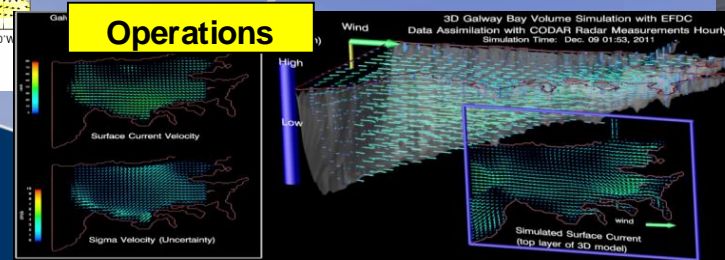 0'W
Operations
Gal
Surface Current Velocity
Sigma Velocity (Uncertainty)
3D Galway Bay Volume Simulation with EFDC
Data Assimilation with CODAR Radar Measurements Hourly
Simulation Time: Dec. 09 01:53, 2011
Wind
High
Low
wind
Simulated Surface Current
(top layer of 3D model)